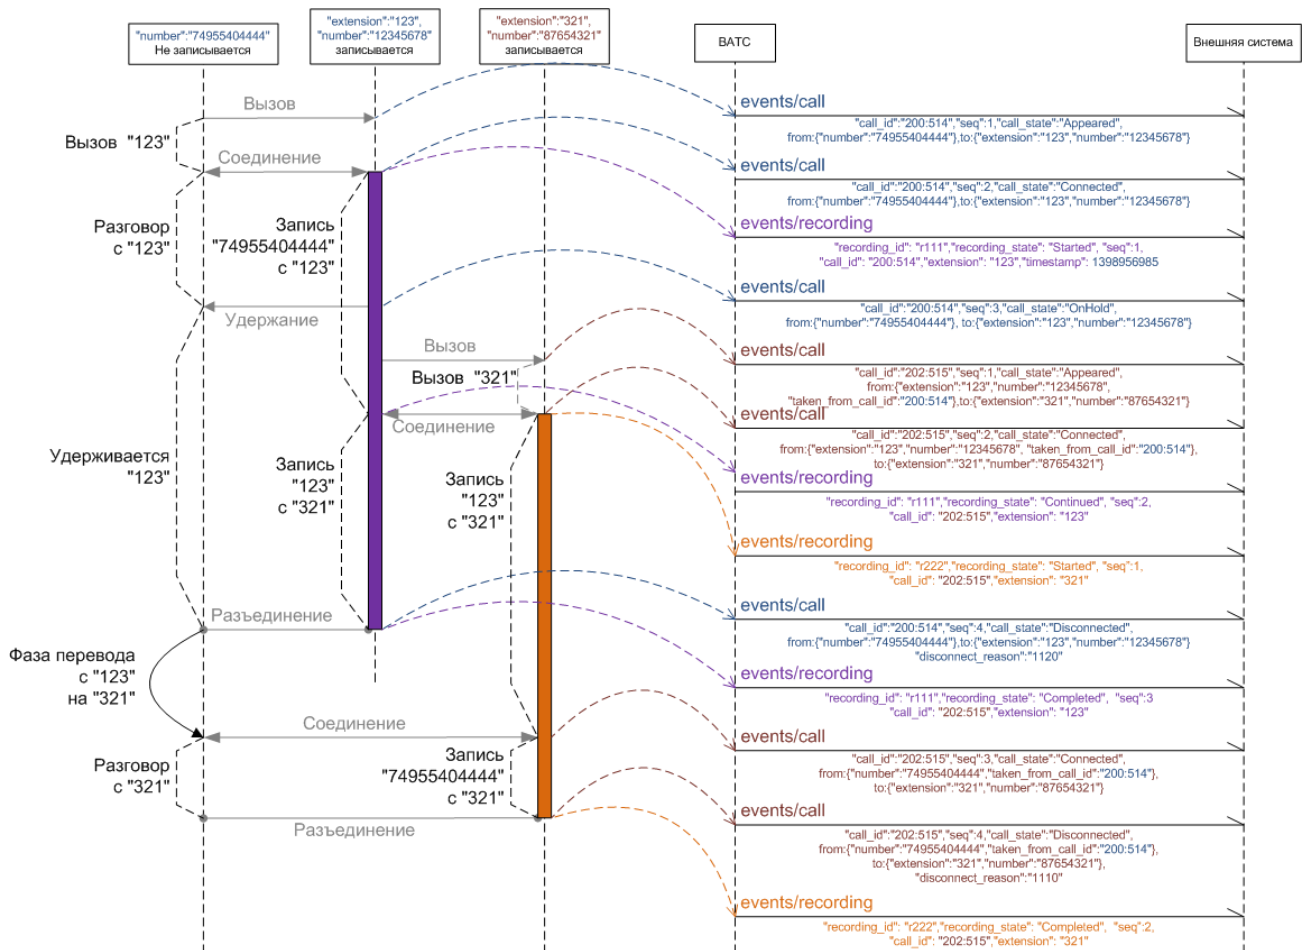 "number":"74955404444"
Не записывается
"extension":"123",
"number":"12345678"
записывается
"extension":"321",
"number":"87654321
записывается
ВАТС
Внешняя система
Вызов
Вызов "123"
Соединение
Разговор
с "123"
Запись
"74955404444"
с "123"
Удержание
Вызов
Вызов "321"
Соединение
Удерживается
"123"
Запись
"123"
с "321"
Запись
"123"
с "321"
Разъединение
Фаза перевода
с "123"
на "321"
Соединение
Разговор
с "321"
Запись
"74955404444"
с "321"
Разъединение
events/call
"call_id":"200:514","seq":1,"call_state":"Appeared",
from:{"number":"74955404444"},to:{"extension":"123","number":"12345678"}
events/call
"call_id":"200:514","seq":2,"call_state":"Connected",
from:{"number":"74955404444"},to:{"extension":"123","number":"12345678"}
events/recording
"recording_id": "r111","recording_state": "Started", "seq":1,
"call_id": "200:514","extension": "123","timestamp": 1398956985
events/call
"call_id":"200:514","seq":3,"call_state":"OnHold",
from:{"number":"74955404444"}, to:{"extension":"123","number":"12345678"}
events/call
"call_id":"202:515","seq":1,"call_state":"Appeared",
from:{"extension":"123","number":"12345678",
"taken_from_call_id":"200:514"},to:{"extension":"321","number":"87654321"}
events/call
"call_id":"202:515","seq":2,"call_state":"Connected",
from:{"extension":"123","number":"12345678", "taken_from_call_id":"200:514"},
to:{"extension":"321","number":"87654321"}
events/recording
"recording_id": "r111","recording_state": "Continued", "seq":2,
"call_id": "202:515","extension": "123"
events/recording
"recording_id": "r222","recording_state": "Started", "seq":1,
"call_id": "202:515","extension": "321"
events/call
"call_id":"200:514","seq":4,"call_state":"Disconnected",
from:{"number":"74955404444"},to:{"extension":"123","number":"12345678"}
"disconnect_reason":"1120"
events/recording
"recording_id": "r111","recording_state": "Completed", "seq":3
"call_id": "202:515","extension": "123"
events/call
"call_id":"202:515","seq":3,"call_state":"Connected",
from:{"number":"74955404444","taken_from_call_id":"200:514"},
to:{"extension":"321","number":"87654321"}
events/call
"call_id":"202:515","seq":4,"call_state":"Disconnected",
from:{"number":"74955404444","taken_from_call_id":"200:514"},
to:{"extension":"321","number":"87654321"},
"disconnect_reason":"1110"
events/recording
"recording_id": "r222","recording_state": "Completed", "seq":2,
"call_id": "202:515","extension": "321"